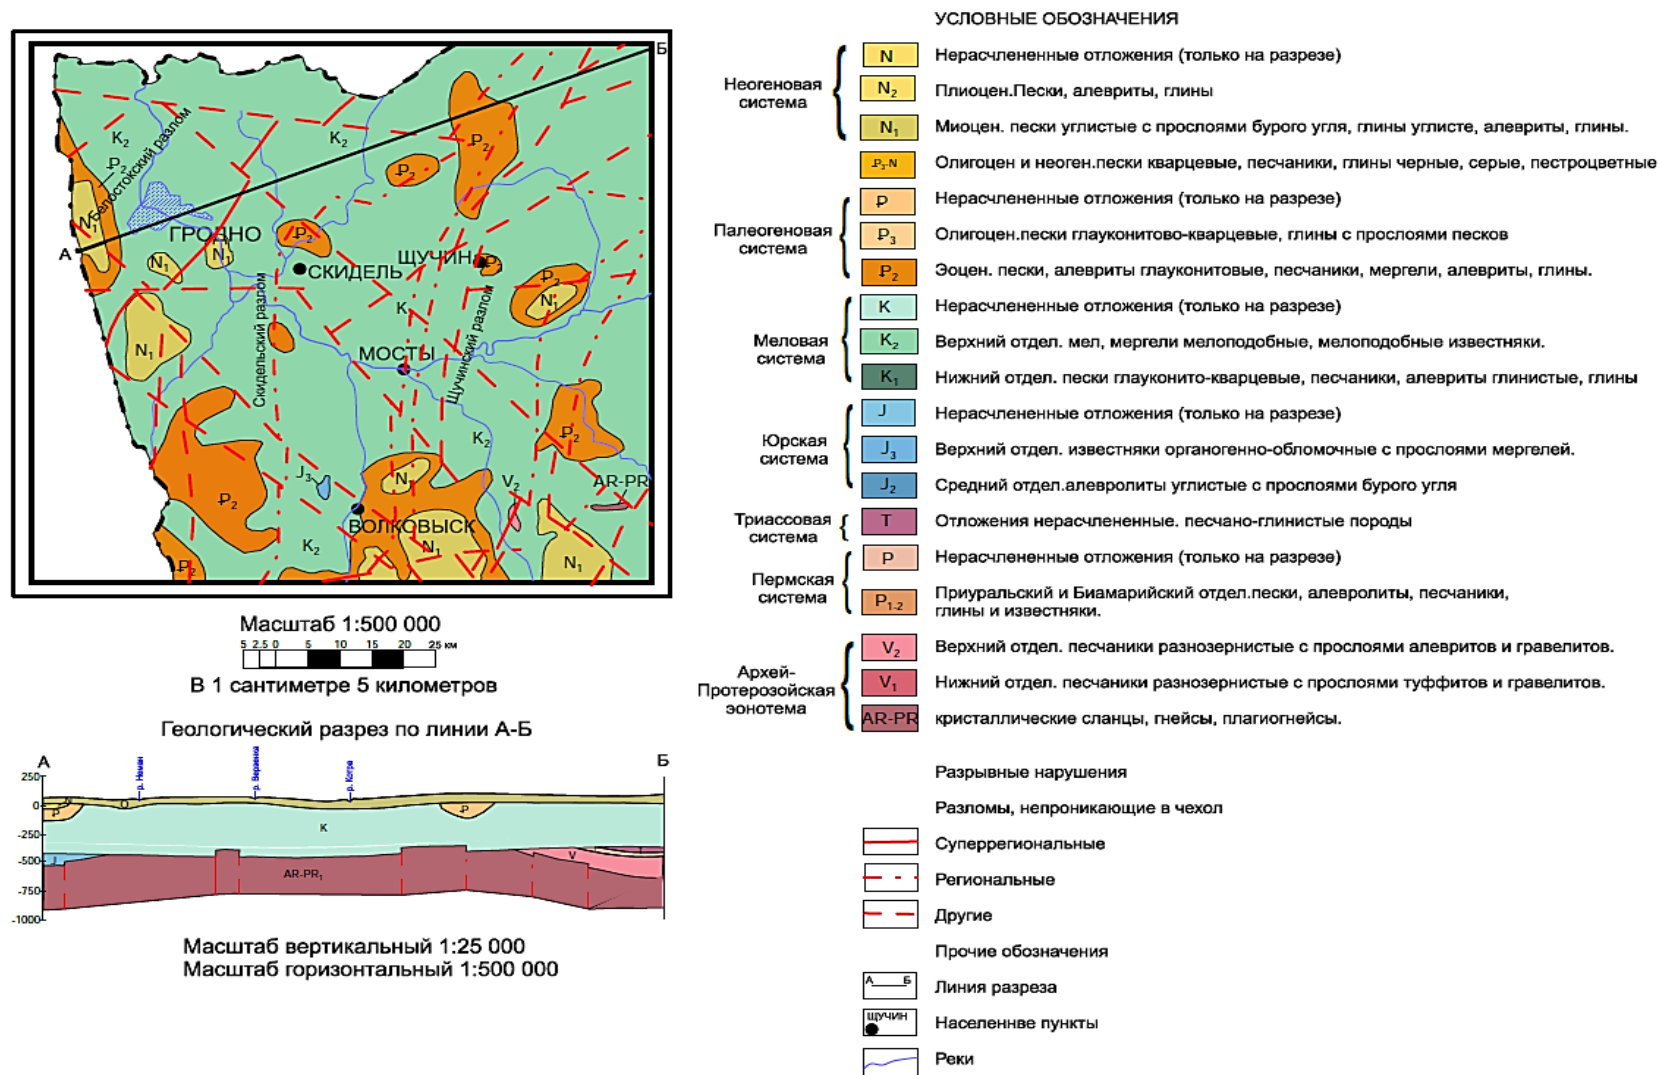 Б
Белостокский разлом
K2
K2
P2
P2
P2
N1
А
ГРОДНО
N1
N1
P2
СКИДЕЛЬ
ЩУЧИН
P2
P2
N1
K
N1
Скидельский разлом
МОСТЫ
Щучинский разлом
K2
P2
J3
N1
V2
AR-PR
P2
ВОЛКОВЫСК
K2
N1
N1
P2
Масштаб 1:500 000
5 2.5 0 5 10 15 20 25 км
В 1 сантиметре 5 километров
Геологический разрез по линии А-Б
А
Б
р. Неман
р. Котра
250
0
-250
-500
-750
-1000
P
Q
P
K
J
V
AR-PR1
Масштаб вертикальный 1:25 000
Масштаб горизонтальный 1:500 000
УСЛОВНЫЕ ОБОЗНАЧЕНИЯ
Неогеновая
система
N Нерасчлененные отложения (только на разрезе)
N2 Плиоцен.Пески, алевриты, глины
N1 Миоцен. пески углистые с прослоями бурого угля, глины углисте, алевриты, глины.
P3-N Олигоцен и неоген.пески кварцевые, песчаники, глины черные, серые, пестроцветные
Палеогеновая
система
P Нерасчлененные отложения (только на разрезе)
P3 Олигоцен.пески глауконитово-кварцевые, глины с прослоями песков
P2 Эоцен. пески, алевриты глауконитовые, песчаники, мергели, алевриты, глины.
Меловая
система
K Нерасчлененные отложения (только на разрезе)
K2 Верхний отдел. мел, мергели мелоподобные, мелоподобные известняки.
K1 Нижний отдел. пески глауконито-кварцевые, песчаники, алевриты глинистые, глины
Юрская
система
J Нерасчлененные отложения (только на разрезе)
J3 Верхний отдел. известняки органогенно-обломочные с прослоями мергелей.
J2 Средний отдел.алевролиты углистые с прослоями бурого угля
Триассовая
система
T Отложения нерасчлененные. песчано-глинистые породы
Пермская
система
P Нерасчлененные отложения (только на разрезе)
P1-2 Приуральский и Биамарийский отдел.пески, алевролиты, песчаники,
глины и известняки.
Архей-
Протерозойская
эонотема
V2 Верхний отдел. песчаники разнозернистые с прослоями алевритов и гравелитов.
V1 Нижний отдел. песчаники разнозернистые с прослоями туффитов и гравелитов.
AR-PR кристаллические сланцы, гнейсы, плагиогнейсы.
Разрывные нарушения
Разломы, непроникающие в чехол
Суперрегиональные
Региональные
Другие
Прочие обозначения
А Б Линия разреза
ЩУЧИН Населеннве пункты
Реки